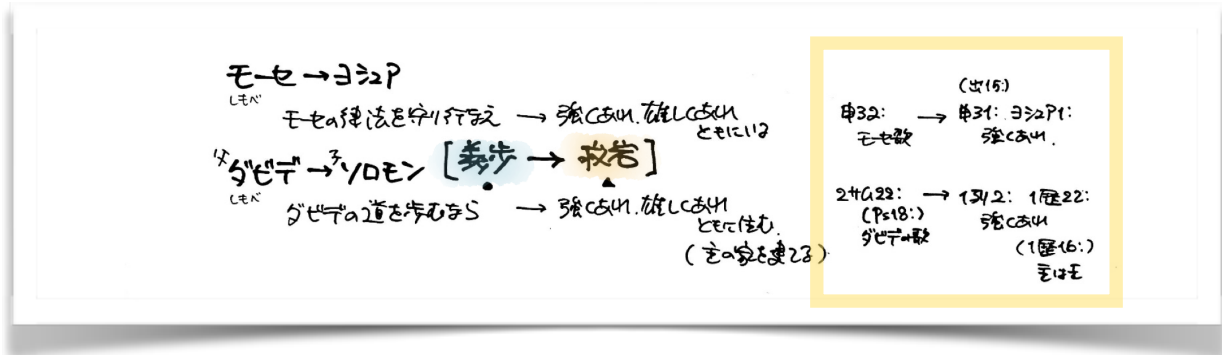 モーセ → ヨシュア
しもべ
モーセの律法を守り行なえ → 強くあれ、雄々しくあれ
ともにいる
父ダビデ → 子ソロモン [義歩 → 救岩]
しもべ
ダビデの道を歩むなら → 強くあれ、雄々しくあれ
ともに住む。
(主の家を建てる)
(出15:)
申32: → 申31: ヨシュア1:
モーセ歌 強くあれ、
2サム22: → 1列2: 1歴22:
(Ps18:) 強くあれ
ダビデの歌 (1歴16:)
主は王